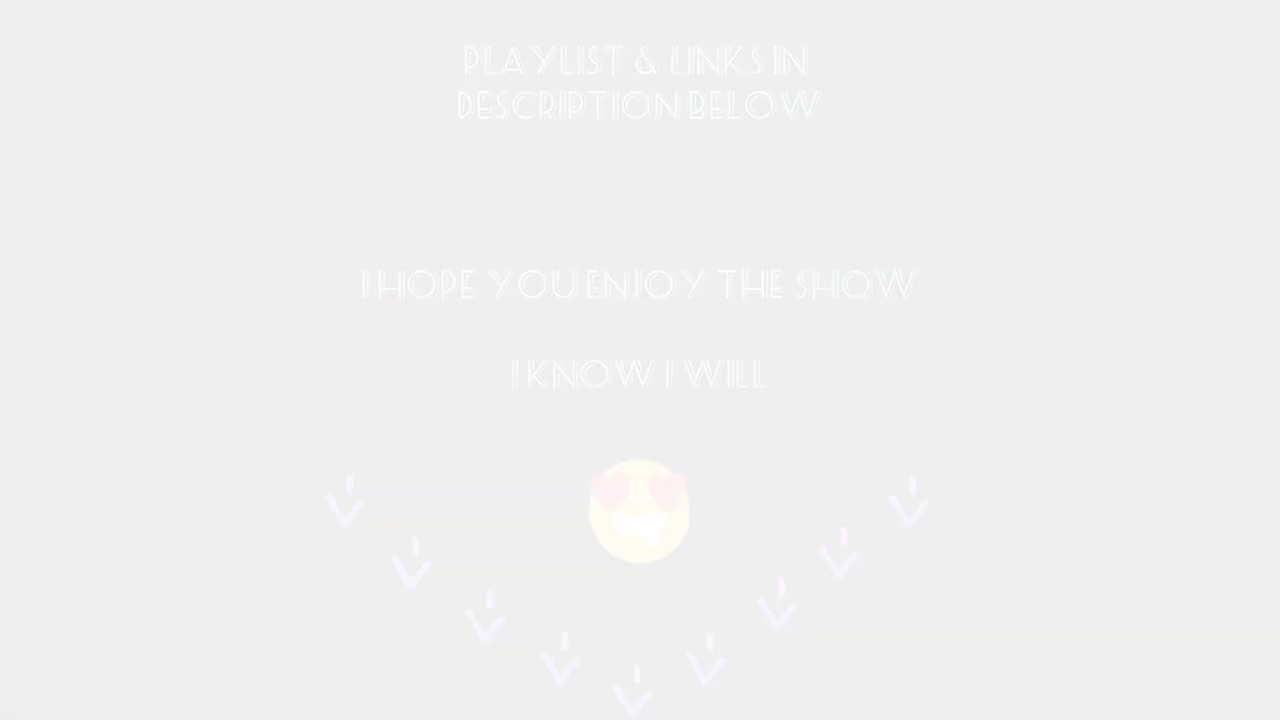 PLAYLIST & LINKS IN
DESCRIPTION BELOW
I HOPE YOU ENJOY THE SHOW
I KNOW I WILL